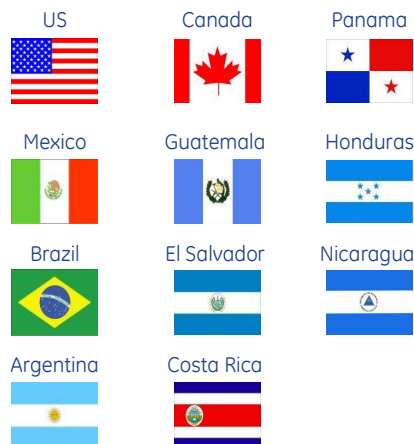 US Canada Panama
Mexico Guatemala Honduras
Brazil El Salvador Nicaragua
Argentina Costa Rica